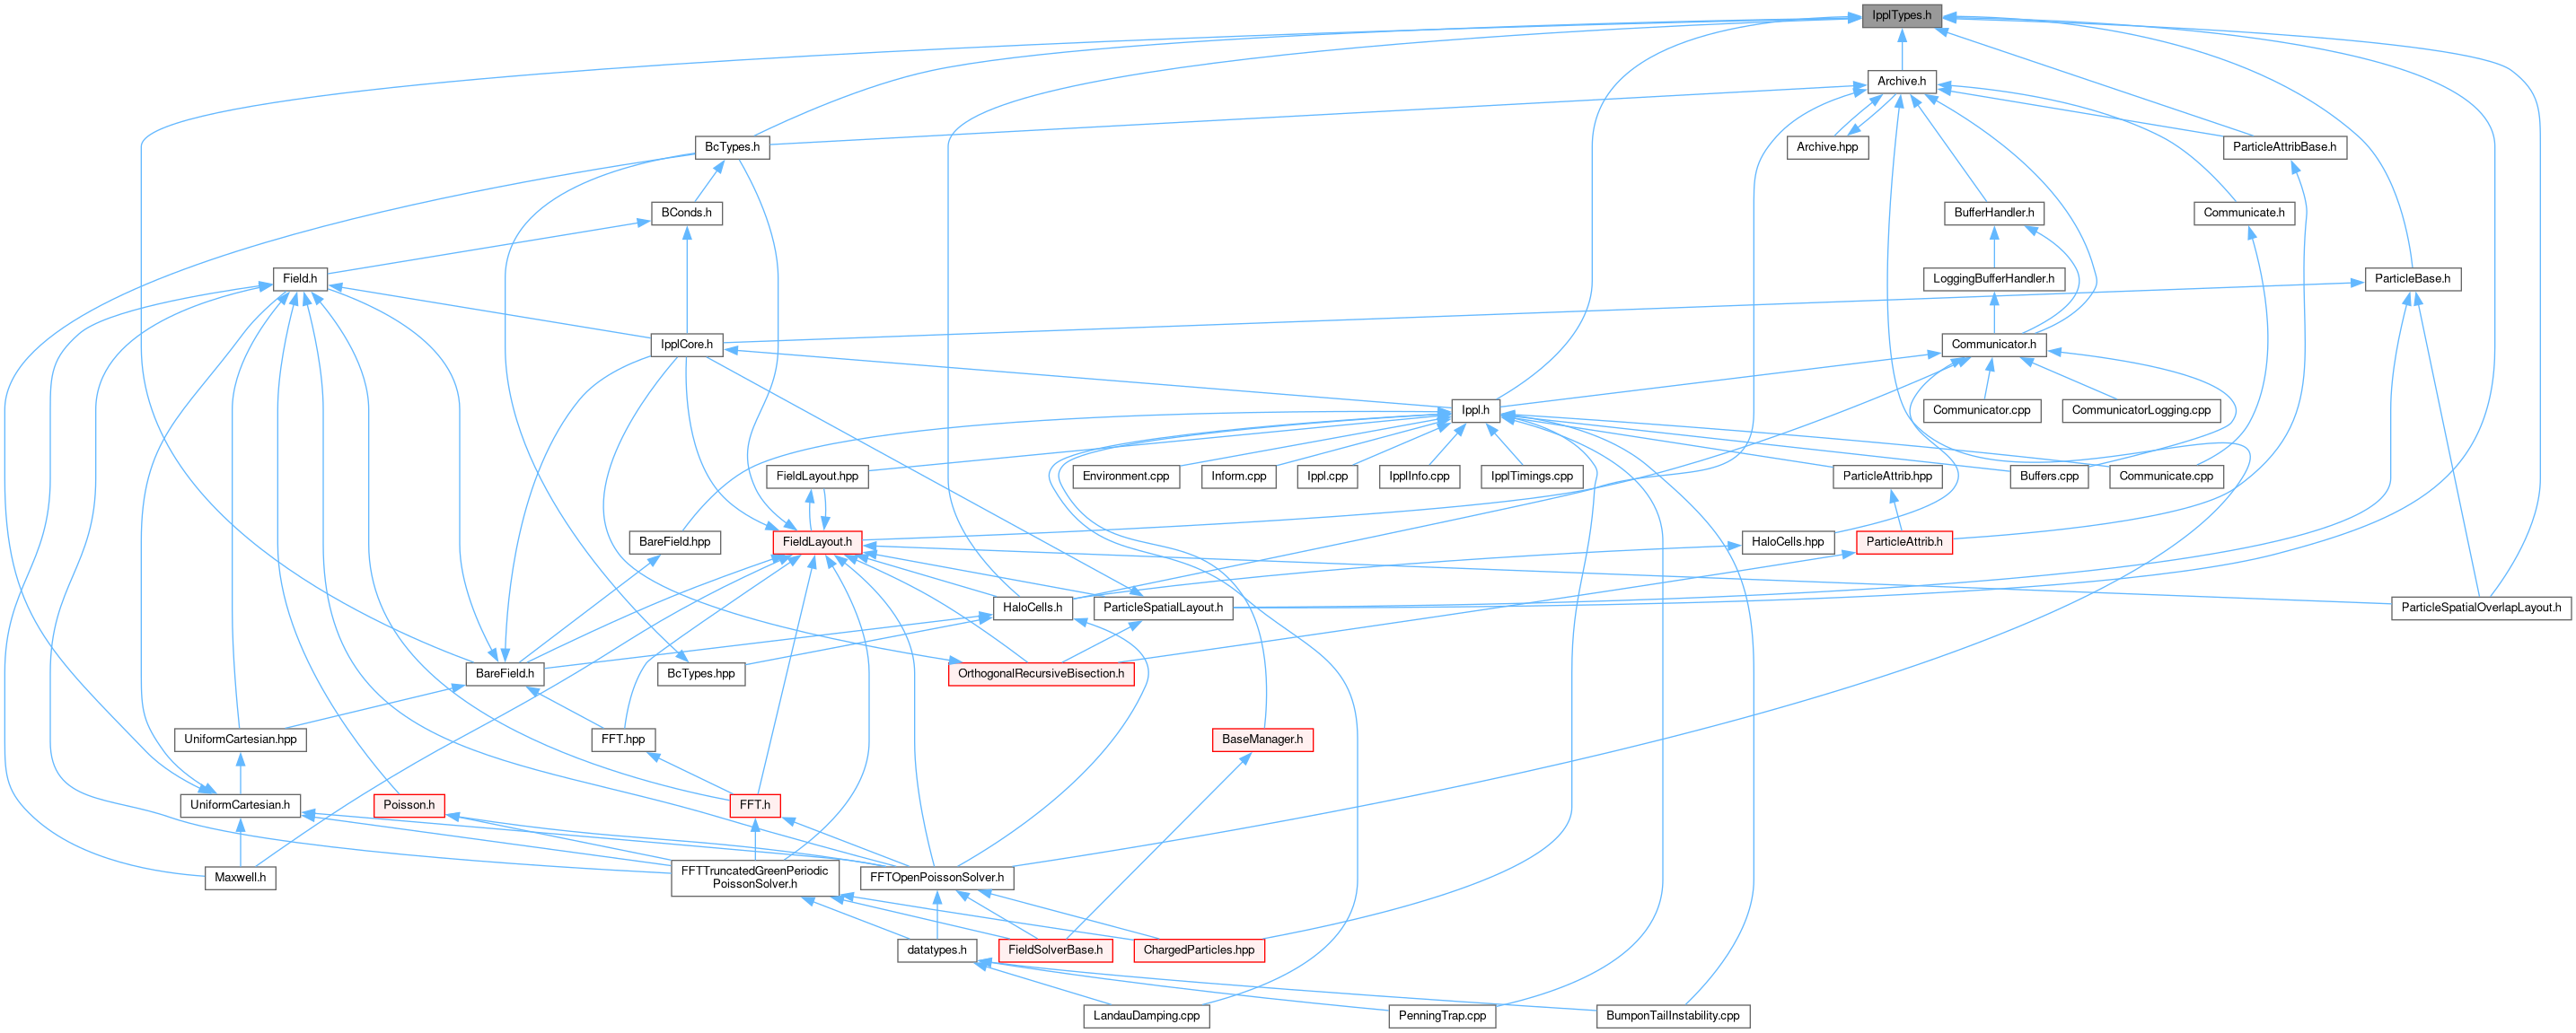 IpplTypes.h
Archive.h
BcTypes.h
Archive.hpp
ParticleAttribBase.h
BConds.h
BufferHandler.h
Communicate.h
Field.h
LoggingBufferHandler.h
ParticleBase.h
IpplCore.h
Communicator.h
Ippl.h
Communicator.cpp
CommunicatorLogging.cpp
FieldLayout.hpp
Environment.cpp
Inform.cpp
Ippl.cpp
IpplInfo.cpp
IpplTimings.cpp
ParticleAttrib.hpp
Buffers.cpp
Communicate.cpp
BareField.hpp
FieldLayout.h
HaloCells.hpp
ParticleAttrib.h
HaloCells.h
ParticleSpatialLayout.h
ParticleSpatialOverlapLayout.h
BareField.h
BcTypes.hpp
OrthogonalRecursiveBisection.h
UniformCartesian.hpp
FFT.hpp
BaseManager.h
UniformCartesian.h
Poisson.h
FFT.h
Maxwell.h
FFTTruncatedGreenPeriodic
PoissonSolver.h
FFTOpenPoissonSolver.h
datatypes.h
FieldSolverBase.h
ChargedParticles.hpp
LandauDamping.cpp
PenningTrap.cpp
BumponTailInstability.cpp